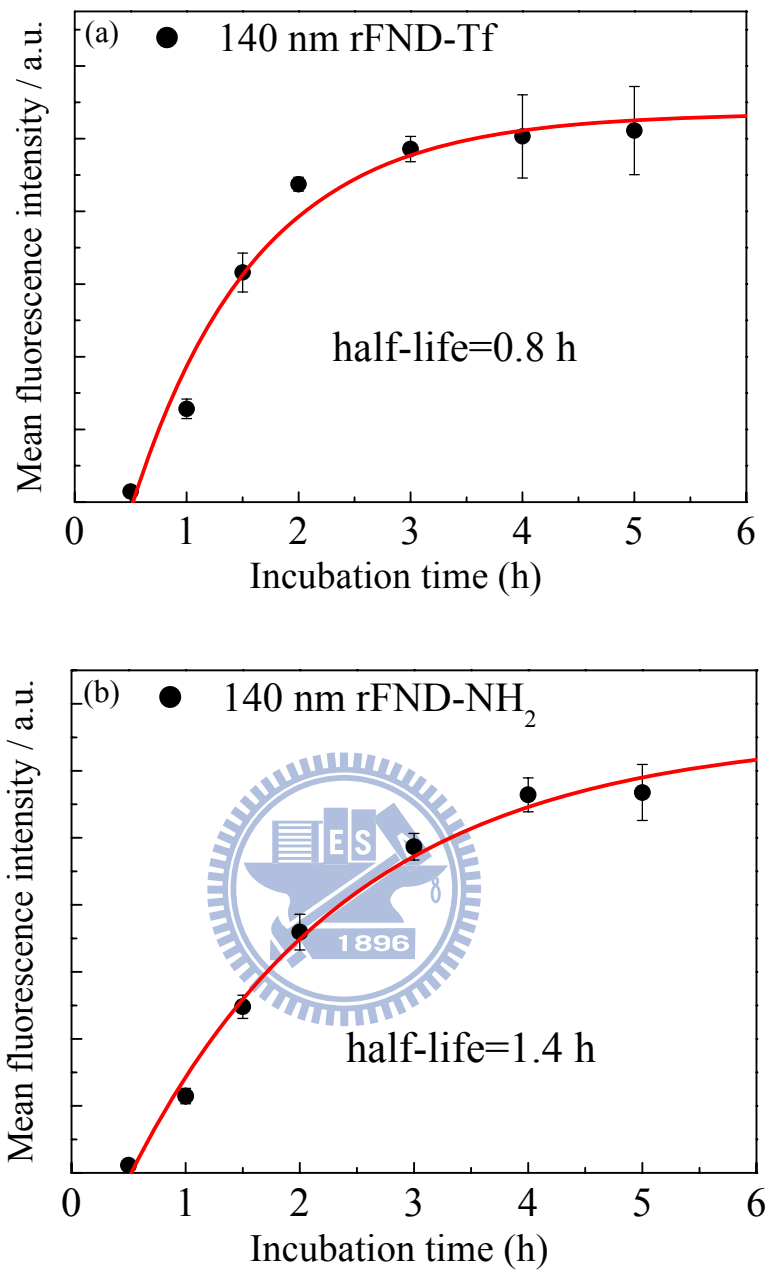 (a) ● 140 nm rFND-Tf
Mean fluorescence intensity / a.u.
half-life=0.8 h
0 1 2 3 4 5 6
Incubation time (h)
(b) ● 140 nm rFND-NH₂
Mean fluorescence intensity / a.u.
E S
1896
half-life=1.4 h
0 1 2 3 4 5 6
Incubation time (h)